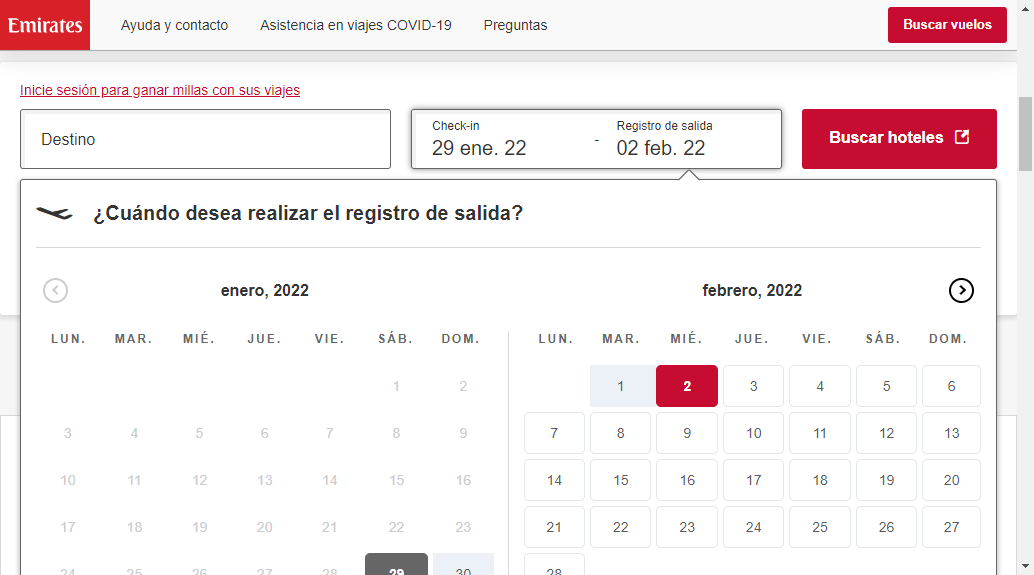 Emirates Ayuda y contacto Asistencia en viajes COVID-19 Preguntas Buscar vuelos
Inicie sesión para ganar millas con sus viajes
Destino
Check-in Registro de salida
29 ene. 22 - 02 feb. 22
Buscar hoteles
¿Cuándo desea realizar el registro de salida?
enero, 2022
LUN. MAR. MIÉ. JUE. VIE. SÁB. DOM.
1 2
3 4 5 6 7 8 9
10 11 12 13 14 15 16
17 18 19 20 21 22 23
24 25 26 27 28 29 30
febrero, 2022
LUN. MAR. MIÉ. JUE. VIE. SÁB. DOM.
1 2 3 4 5 6
7 8 9 10 11 12 13
14 15 16 17 18 19 20
21 22 23 24 25 26 27
28